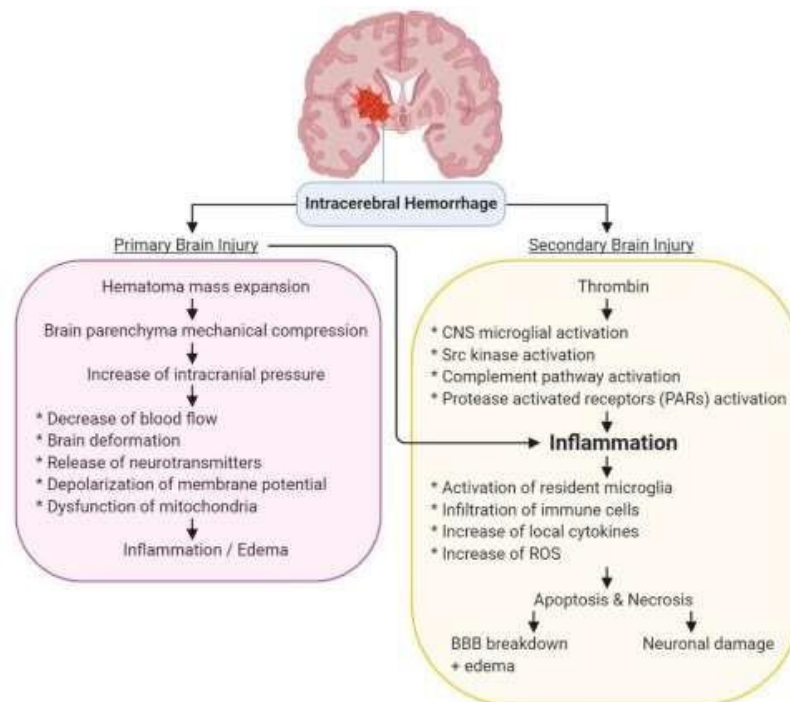 Intracerebral Hemorrhage
Primary Brain Injury
Hematoma mass expansion
Brain parenchyma mechanical compression
Increase of intracranial pressure
* Decrease of blood flow
* Brain deformation
* Release of neurotransmitters
* Depolarization of membrane potential
* Dysfunction of mitochondria
Inflammation / Edema
Secondary Brain Injury
Thrombin
* CNS microglial activation
* Src kinase activation
* Complement pathway activation
* Protease activated receptors (PARs) activation
Inflammation
* Activation of resident microglia
* Infiltration of immune cells
* Increase of local cytokines
* Increase of ROS
Apoptosis & Necrosis
BBB breakdown
+ edema
Neuronal damage